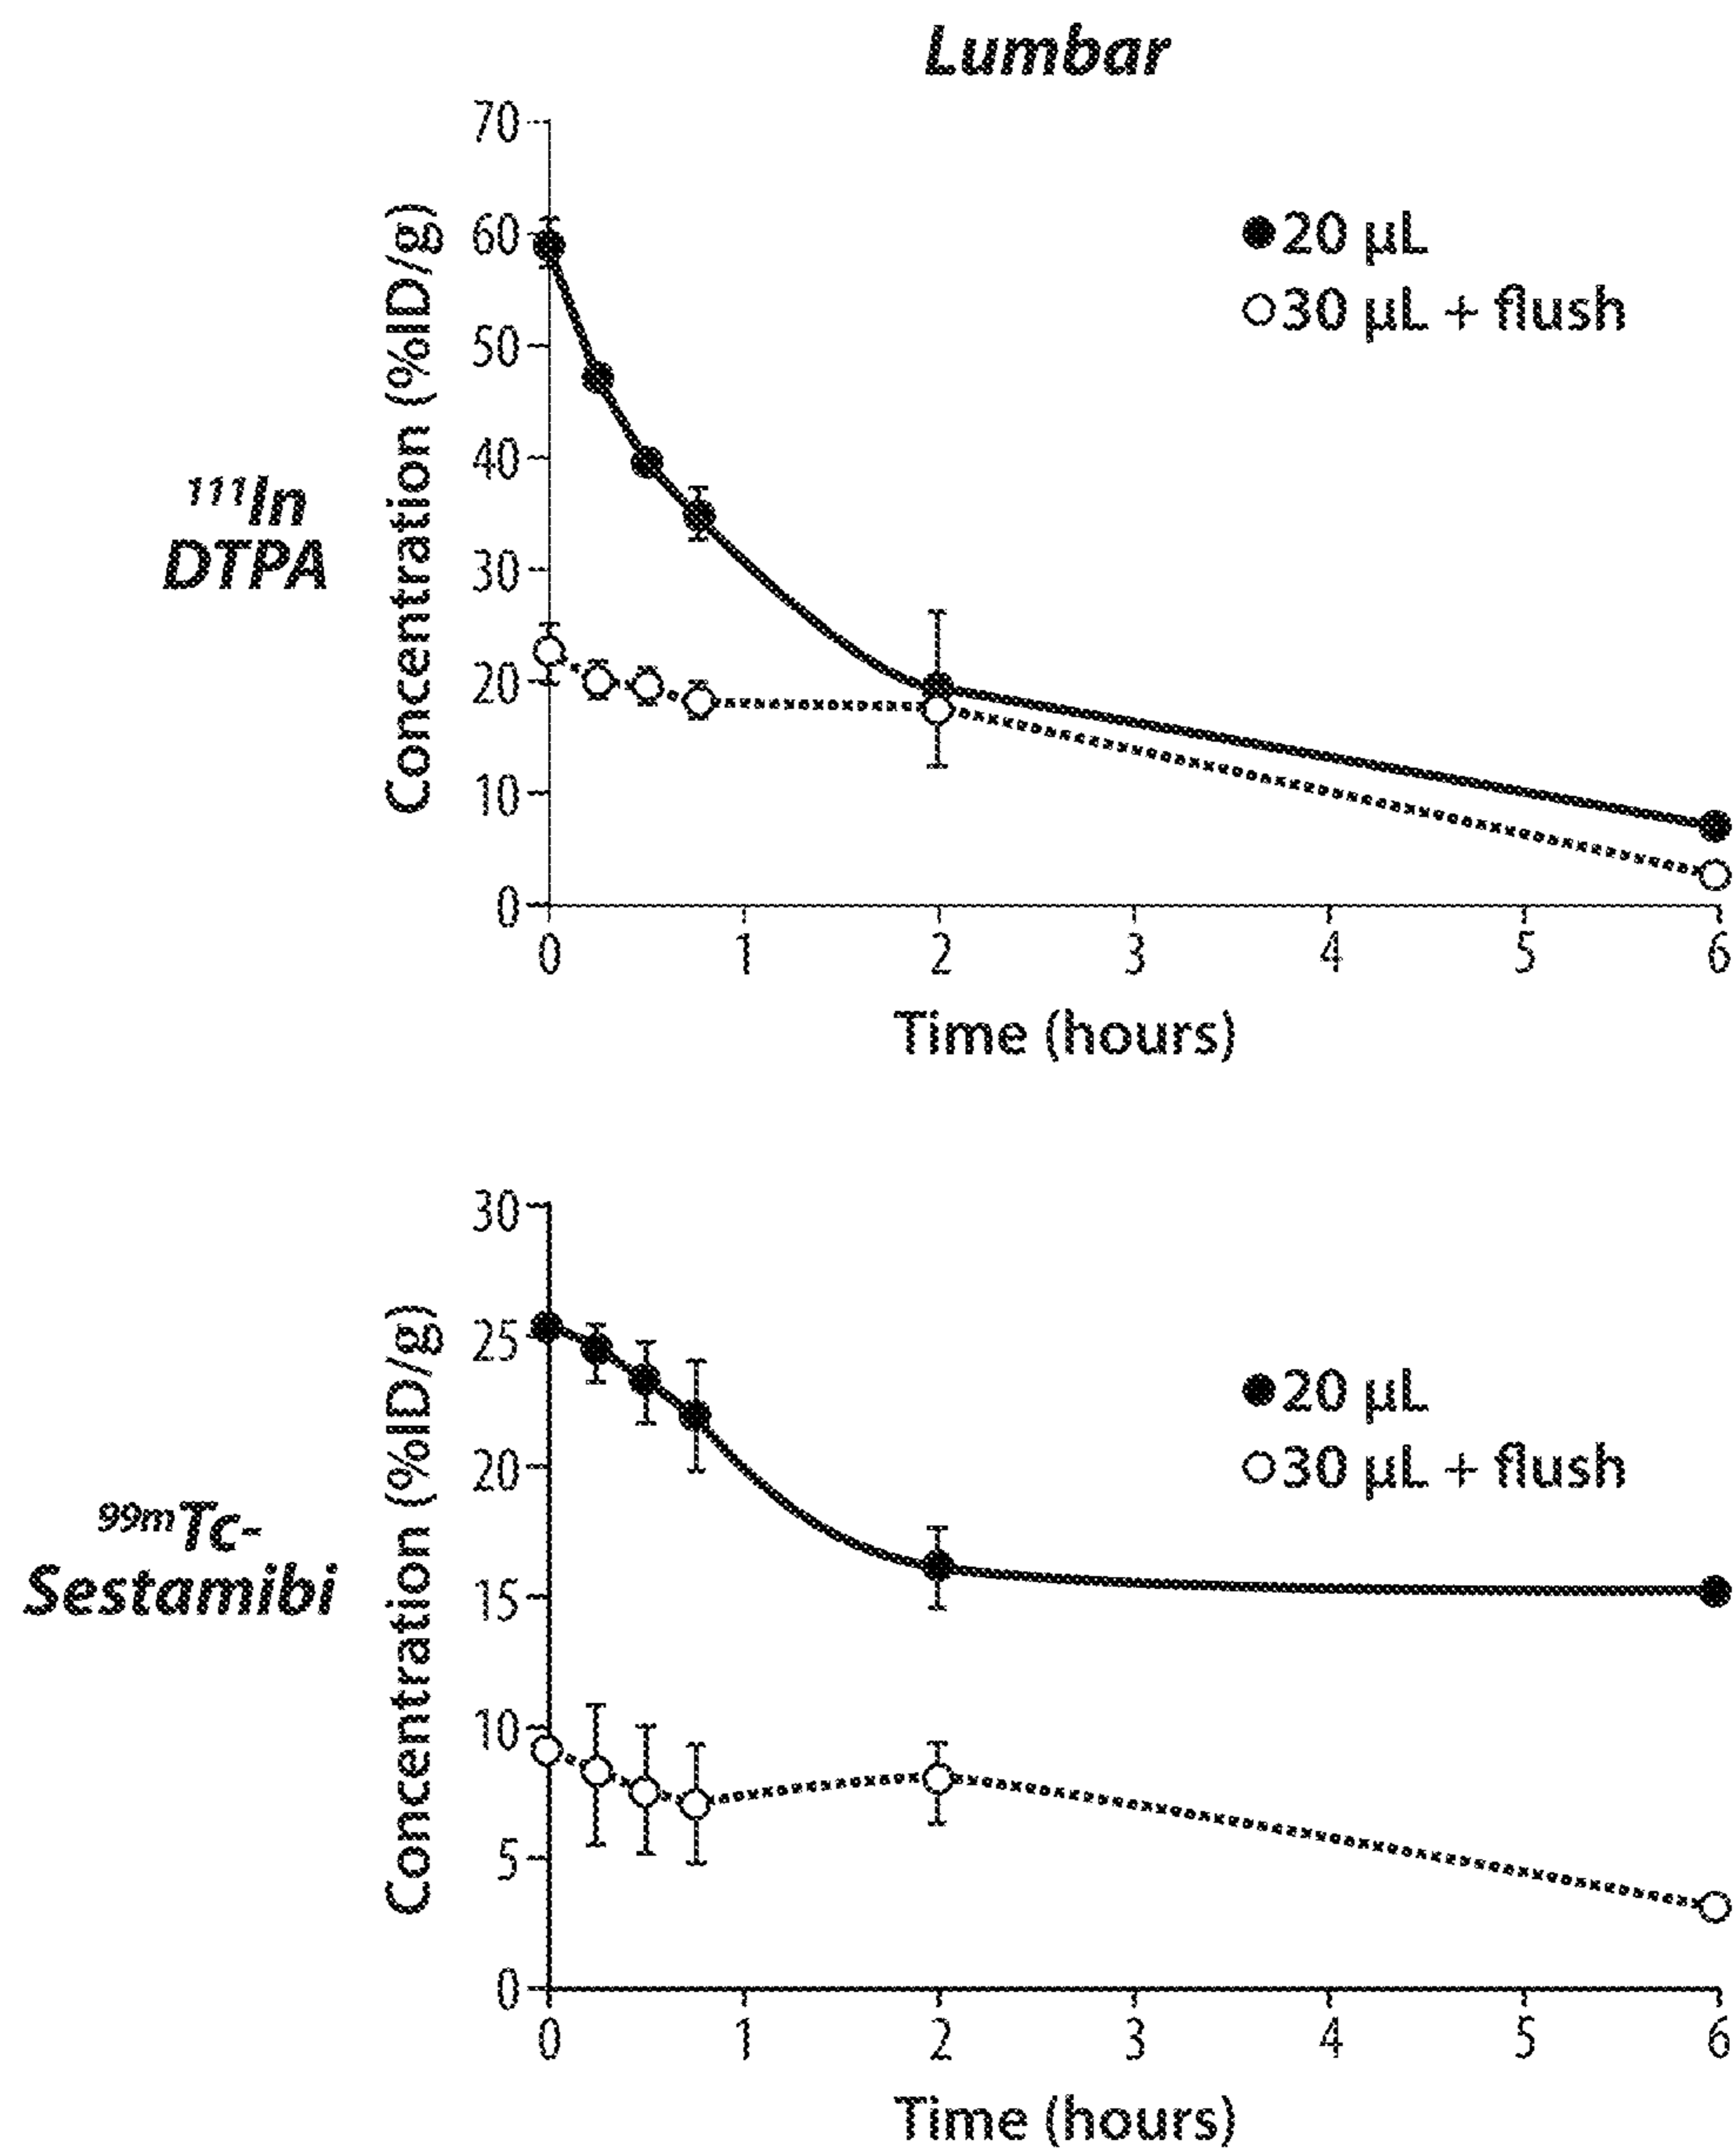 Lumbar
70
60
50
40
30
20
10
0
Concentration (%ID/g)
¹¹¹In
DTPA
20 µL
30 µL + flush
0 1 2 3 4 5 6
Time (hours)
30
25
20
15
10
5
0
Concentration (%ID/g)
⁹⁹ᵐTc-
Sestamibi
20 µL
30 µL + flush
0 1 2 3 4 5 6
Time (hours)